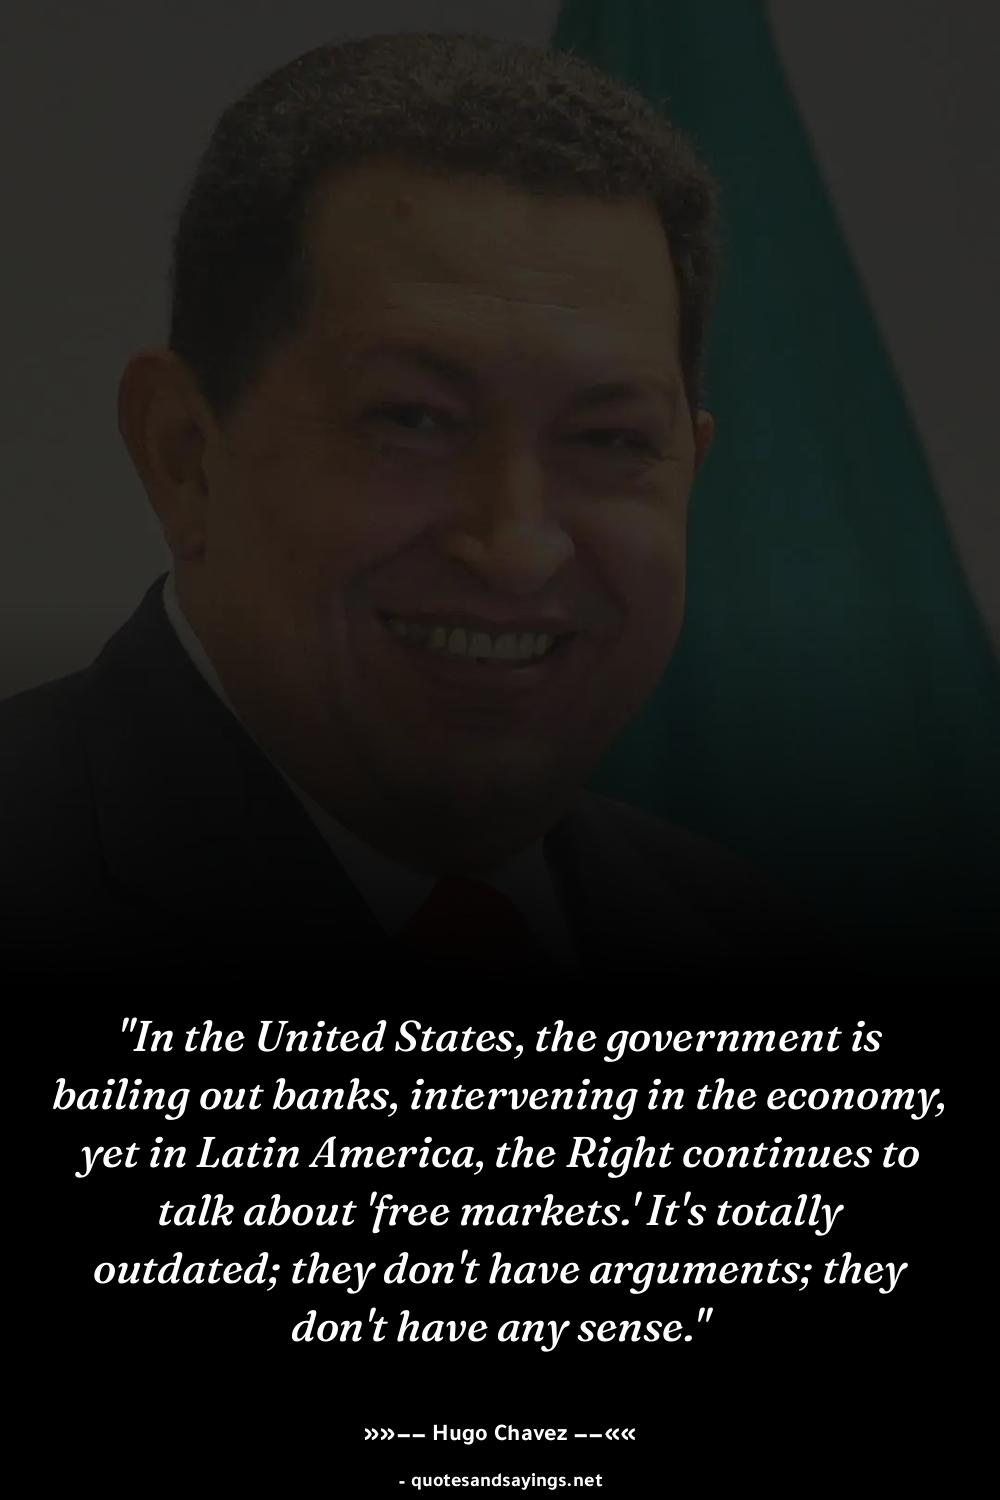 "In the United States, the government is
bailing out banks, intervening in the economy,
yet in Latin America, the Right continues to
talk about 'free markets.' It's totally
outdated; they don't have arguments; they
don't have any sense."
»»-- Hugo Chavez --««
- quotesandsayings.net